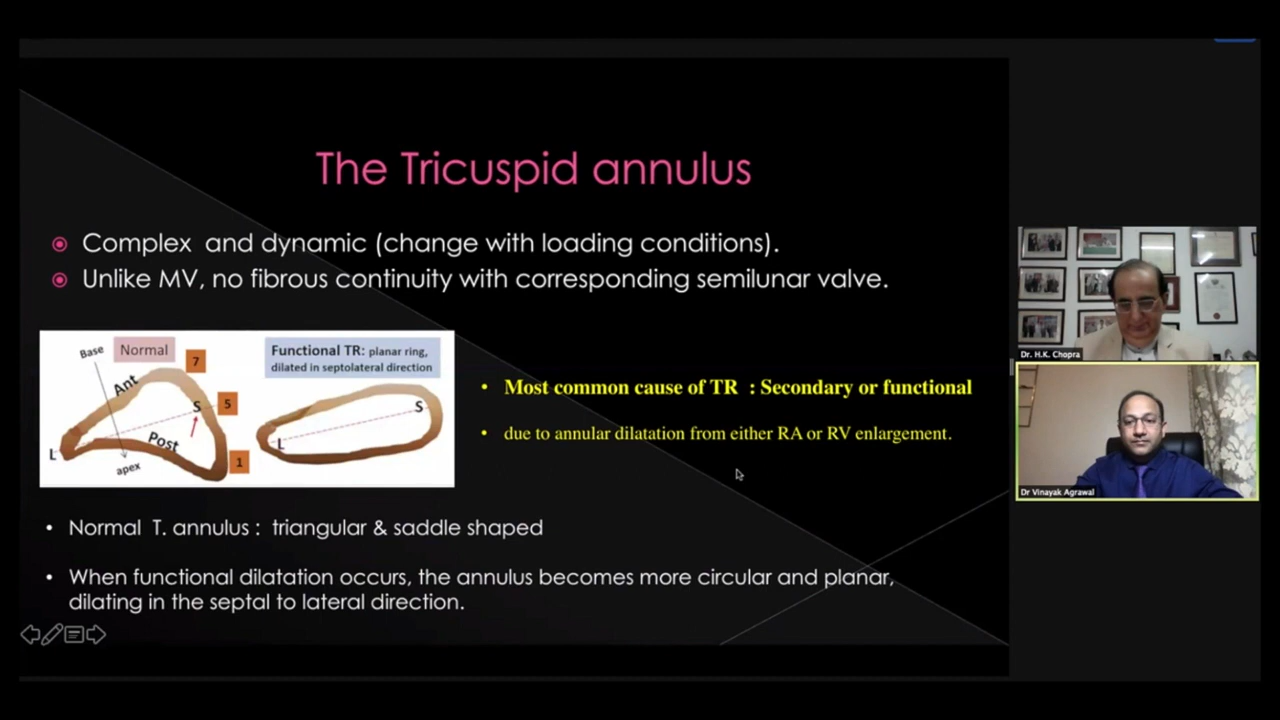 The Tricuspid annulus
Complex and dynamic (change with loading conditions).
Unlike MV, no fibrous continuity with corresponding semilunar valve.
Base
Normal
7
Ant
S
5
Post
L
apex
1
Functional TR: planar ring,
dilated in septolateral direction
S
L
• Most common cause of TR : Secondary or functional
• due to annular dilatation from either RA or RV enlargement.
• Normal T. annulus : triangular & saddle shaped
• When functional dilatation occurs, the annulus becomes more circular and planar,
dilating in the septal to lateral direction.
Dr. H.K. Chopra
Dr Vinayak Agrawal